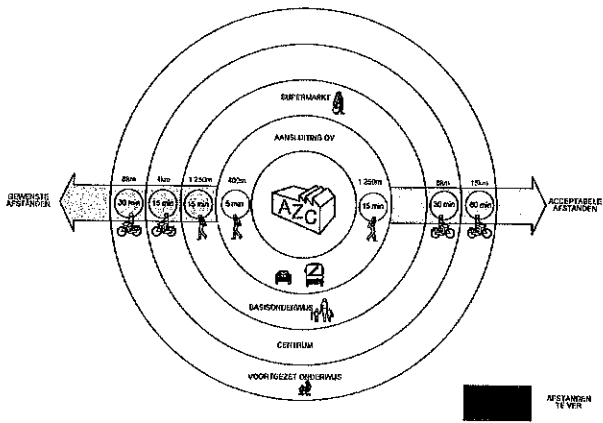 SUPERMARKT
AANSLUITING OV
8km 4km 1.250m 400m 1.250m 8km 15km
GEWENSTE AFSTANDEN
30 min 15 min 15 min 5 min AZC 15 min 30 min 60 min
ACCEPTABELE AFSTANDEN
BASISONDERWIJS
CENTRUM
VOORTGEZET ONDERWIJS
AFSTANDEN
TE VER